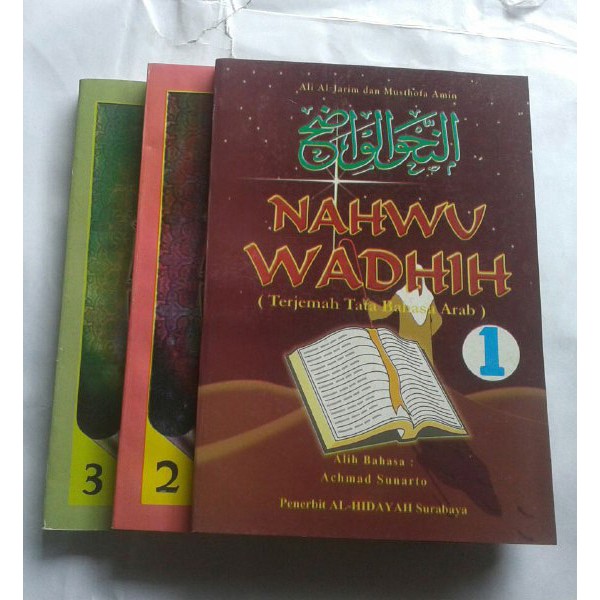 Ali Al-Jarim dan Musthofa Amin
النحو الواضح
NAHWU
WADHIH
( Terjemah Tata Bahasa Arab )
1
Alih Bahasa :
Achmad Sunarto
Penerbit AL-HIDAYAH Surabaya
2
3